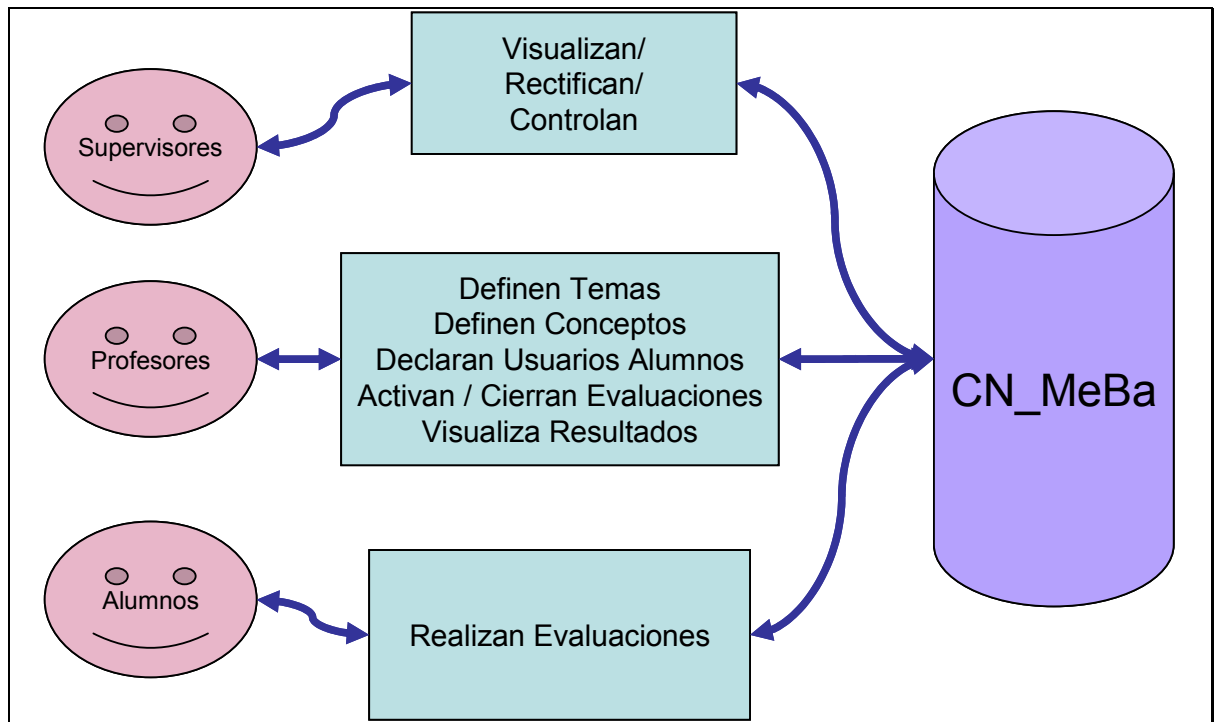 Supervisores
Visualizan/
Rectifican/
Controlan
Profesores
Definen Temas
Definen Conceptos
Declaran Usuarios Alumnos
Activan / Cierran Evaluaciones
Visualiza Resultados
CN_MeBa
Alumnos
Realizan Evaluaciones